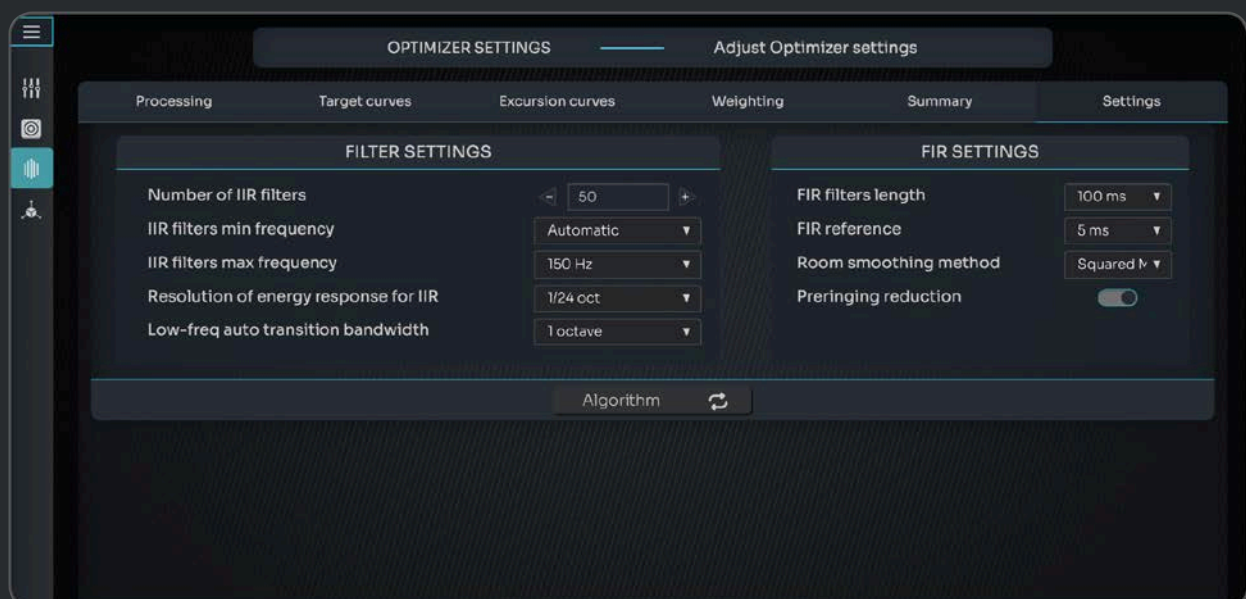 OPTIMIZER SETTINGS Adjust Optimizer settings
Processing Target curves Excursion curves Weighting Summary Settings
FILTER SETTINGS
Number of IIR filters - 50 +
IIR filters min frequency Automatic
IIR filters max frequency 150 Hz
Resolution of energy response for IIR 1/24 oct
Low-freq auto transition bandwidth 1 octave
FIR SETTINGS
FIR filters length 100 ms
FIR reference 5 ms
Room smoothing method Squared
Preringing reduction
Algorithm